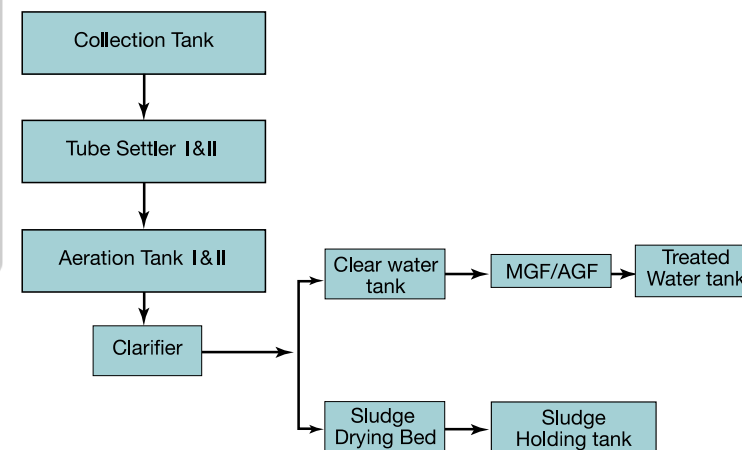 Collection Tank
Tube Settler I&II
Aeration Tank I&II
Clarifier
Clear water
tank
MGF/AGF
Treated
Water tank
Sludge
Drying Bed
Sludge
Holding tank